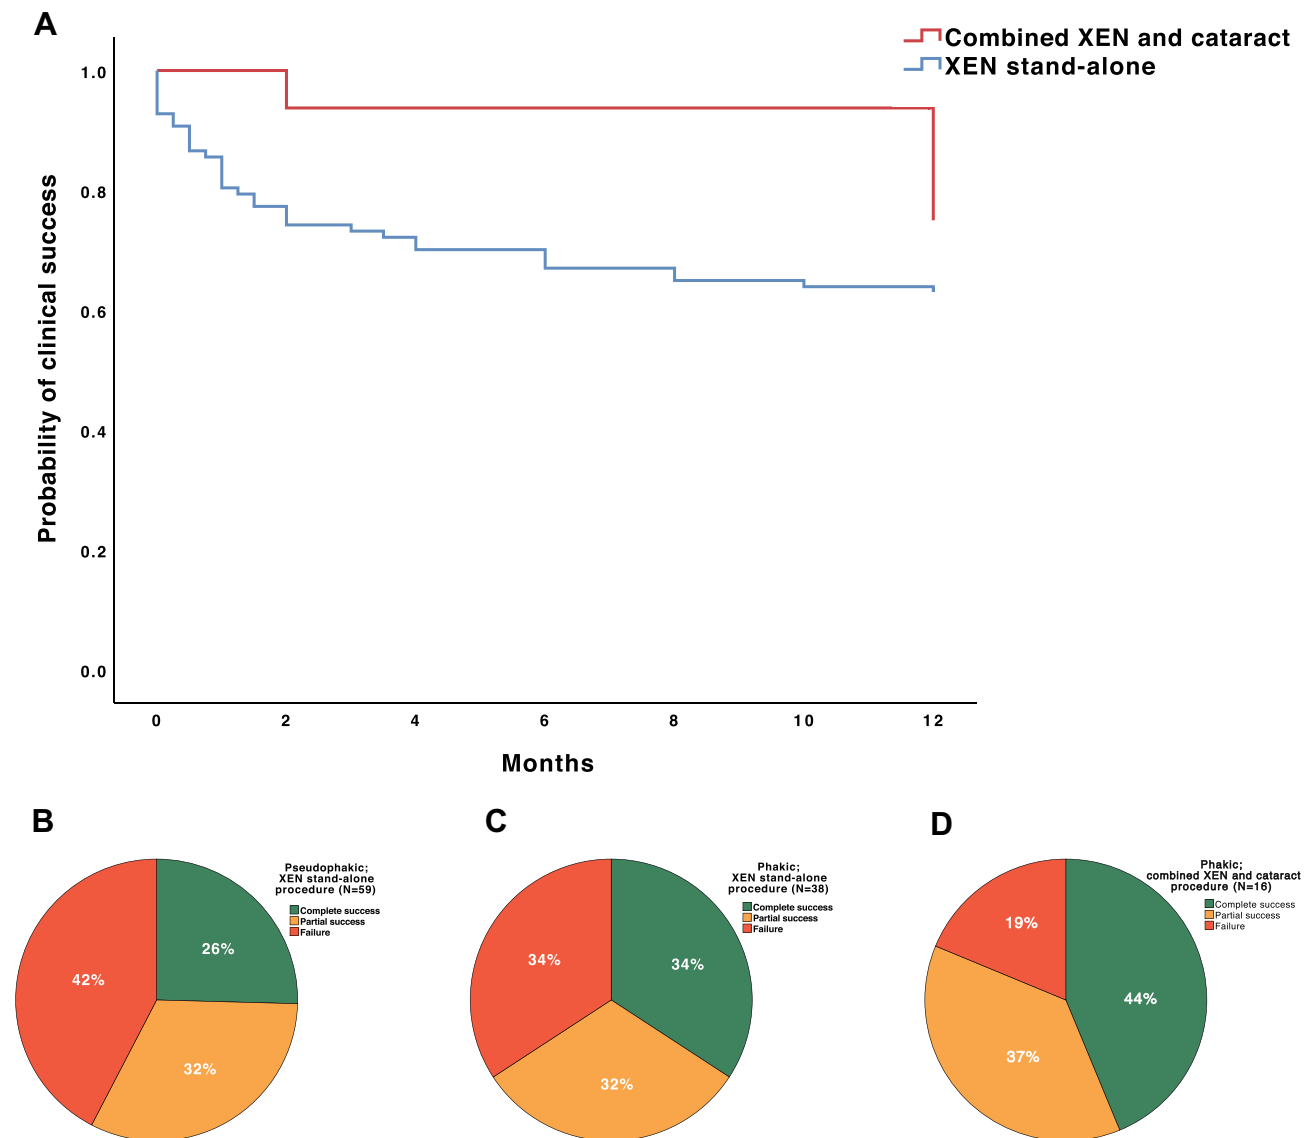 A
Combined XEN and cataract
XEN stand-alone
Probability of clinical success
1.0
0.8
0.6
0.4
0.2
0.0
0 2 4 6 8 10 12
Months
B
Pseudophakic;
XEN stand-alone
procedure (N=59)
Complete success
Partial success
Failure
26%
42%
32%
C
Phakic;
XEN stand-alone
procedure (N=38)
Complete success
Partial success
Failure
34%
34%
32%
D
Phakic;
combined XEN and cataract
procedure (N=16)
Complete success
Partial success
Failure
19%
44%
37%